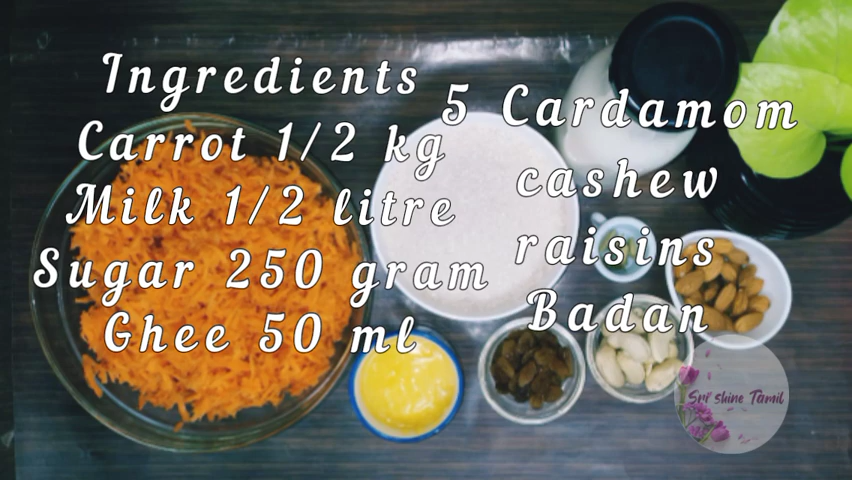 Ingredients
Carrot 1/2 kg
Milk 1/2 litre
Sugar 250 gram
Ghee 50 ml
5 Cardamom
cashew
raisins
Badan
Sri shine Tamil